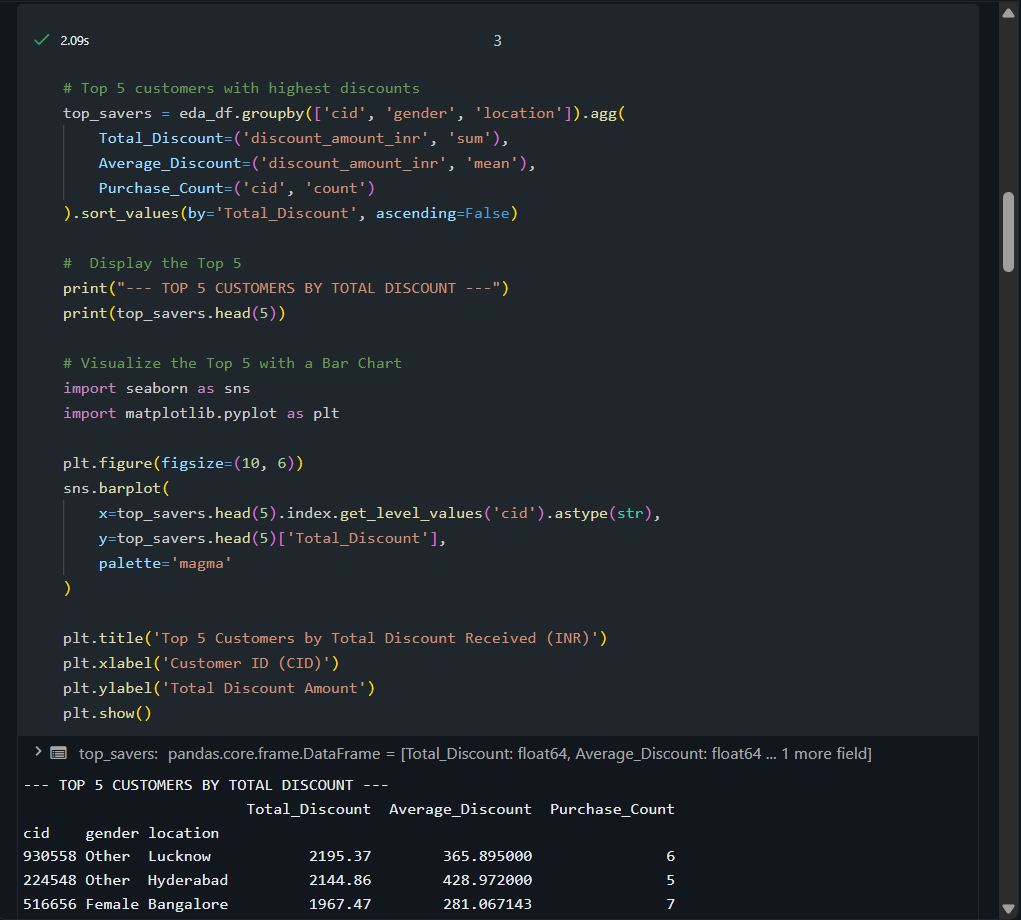 2.09s
3
# Top 5 customers with highest discounts
top_savers = eda_df.groupby(['cid', 'gender', 'location']).agg(
    Total_Discount=('discount_amount_inr', 'sum'),
    Average_Discount=('discount_amount_inr', 'mean'),
    Purchase_Count=('cid', 'count')
).sort_values(by='Total_Discount', ascending=False)
#  Display the Top 5
print("--- TOP 5 CUSTOMERS BY TOTAL DISCOUNT ---")
print(top_savers.head(5))
# Visualize the Top 5 with a Bar Chart
import seaborn as sns
import matplotlib.pyplot as plt
plt.figure(figsize=(10, 6))
sns.barplot(
    x=top_savers.head(5).index.get_level_values('cid').astype(str),
    y=top_savers.head(5)['Total_Discount'],
    palette='magma'
)
plt.title('Top 5 Customers by Total Discount Received (INR)')
plt.xlabel('Customer ID (CID)')
plt.ylabel('Total Discount Amount')
plt.show()
top_savers: pandas.core.frame.DataFrame = [Total_Discount: float64, Average_Discount: float64 ... 1 more field]
--- TOP 5 CUSTOMERS BY TOTAL DISCOUNT ---
                         Total_Discount  Average_Discount  Purchase_Count
cid    gender location
930558 Other  Lucknow           2195.37        365.895000               6
224548 Other  Hyderabad         2144.86        428.972000               5
516656 Female Bangalore         1967.47        281.067143               7